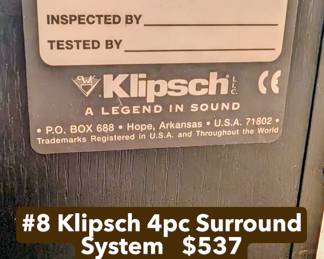 INSPECTED BY
TESTED BY
Klipsch L.L.C. CE
A LEGEND IN SOUND
• P.O. BOX 688 • Hope, Arkansas • U.S.A. 71802 •
Trademarks Registered in U.S.A. and Throughout the World
#8 Klipsch 4pc Surround
System $537